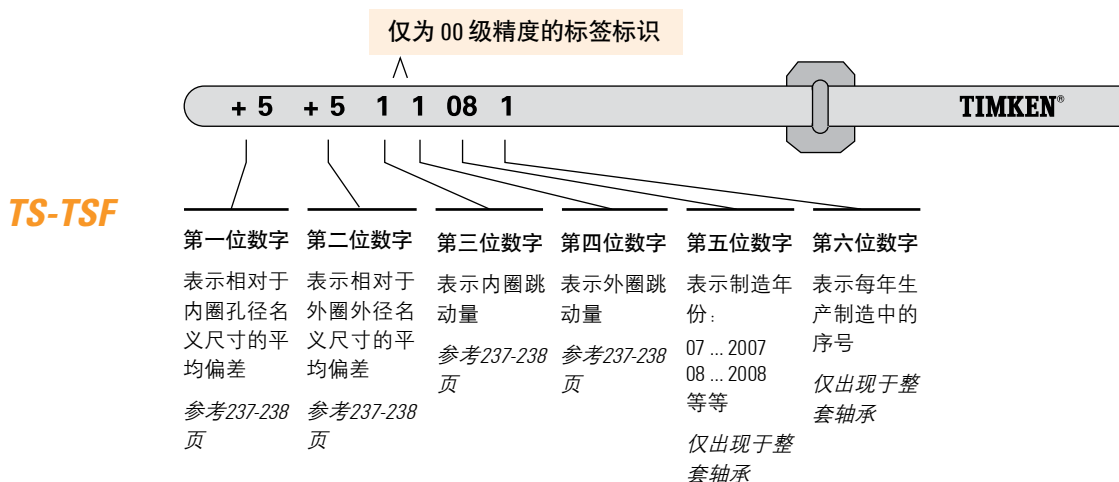 仅为 00 级精度的标签标识
+ 5 + 5 1 1 08 1
TIMKEN®
TS-TSF
第一位数字
表示相对于
内圈孔径名
义尺寸的平
均偏差
参考237-238
页
第二位数字
表示相对于
外圈外径名
义尺寸的平
均偏差
参考237-238
页
第三位数字
表示内圈跳
动量
参考237-238
页
第四位数字
表示外圈跳
动量
参考237-238
页
第五位数字
表示制造年
份:
07 ... 2007
08 ... 2008
等等
仅出现于整
套轴承
第六位数字
表示每年生
产制造中的
序号
仅出现于整
套轴承